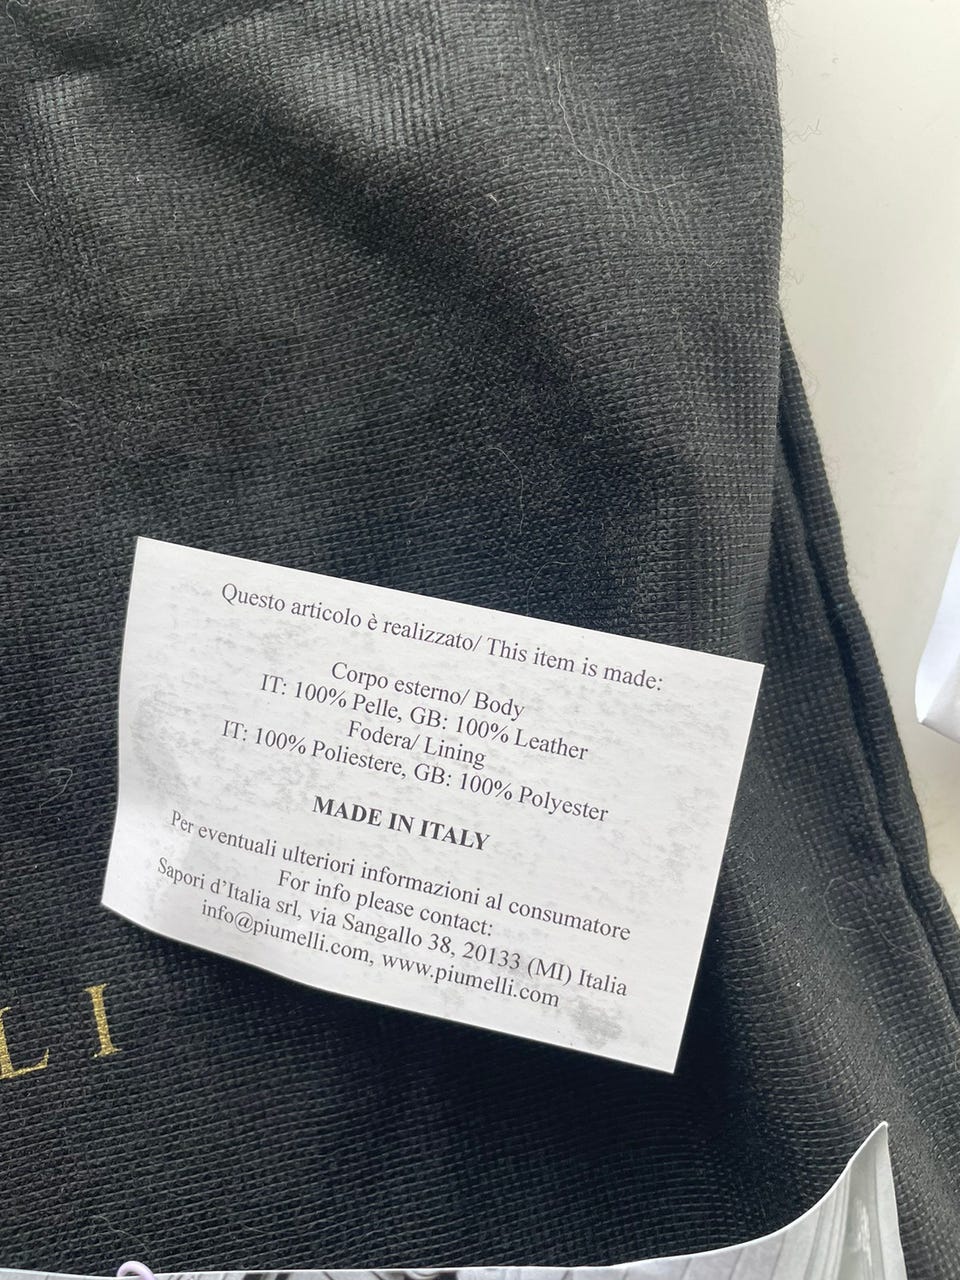 Questo articolo è realizzato/ This item is made:
Corpo esterno/ Body
IT: 100% Pelle, GB: 100% Leather
Fodera/ Lining
IT: 100% Poliestere, GB: 100% Polyester
MADE IN ITALY
Per eventuali ulteriori informazioni al consumatore
For info please contact:
Sapori d'Italia srl, via Sangallo 38, 20133 (MI) Italia
info@piumelli.com, www.piumelli.com
LI